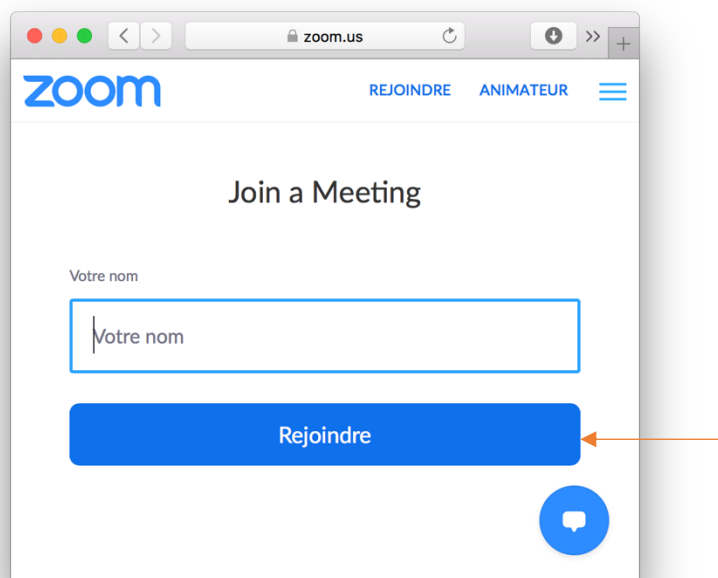 zoom.us
zoom
REJOINDRE ANIMATEUR
Join a Meeting
Votre nom
Votre nom
Rejoindre